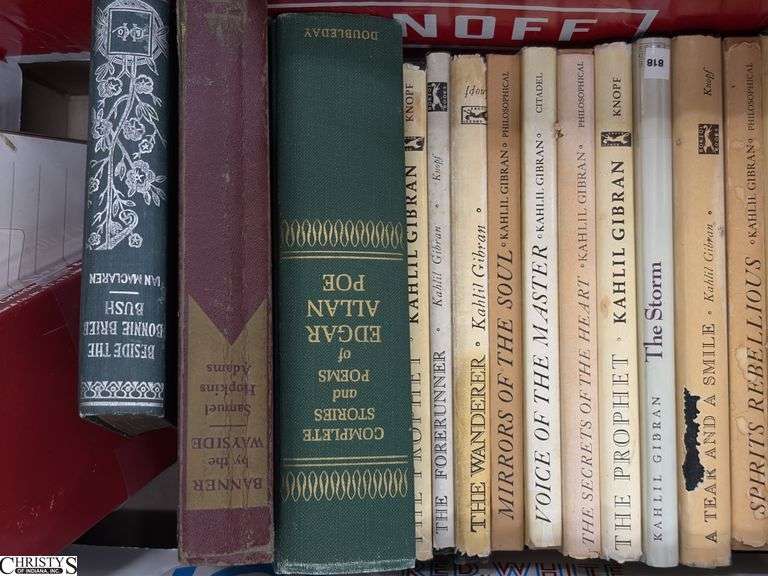 NOFF
BESIDE THE
BONNIE BRIER
BUSH
IAN MACLAREN
BANNER
by the
WAYSIDE
Samuel
Hopkins
Adams
COMPLETE
STORIES
and
POEMS
of
EDGAR
ALLAN
POE
DOUBLEDAY
THE PROPHET · KAHLIL GIBRAN KNOPF
THE FORERUNNER · Kahlil Gibran · Knopf
THE WANDERER · Kahlil Gibran · Knopf
MIRRORS OF THE SOUL · KAHLIL GIBRAN · PHILOSOPHICAL
VOICE OF THE MASTER · KAHLIL GIBRAN · CITADEL
THE SECRETS OF THE HEART · KAHLIL GIBRAN · PHILOSOPHICAL
THE PROPHET · KAHLIL GIBRAN KNOPF
KAHLIL GIBRAN The Storm 818
A TEAR AND A SMILE · Kahlil Gibran · Knopf
SPIRITS REBELLIOUS · KAHLIL GIBRAN · PHILOSOPHICAL
RED WHITE
CHRISTY'S
OF INDIANA, INC.